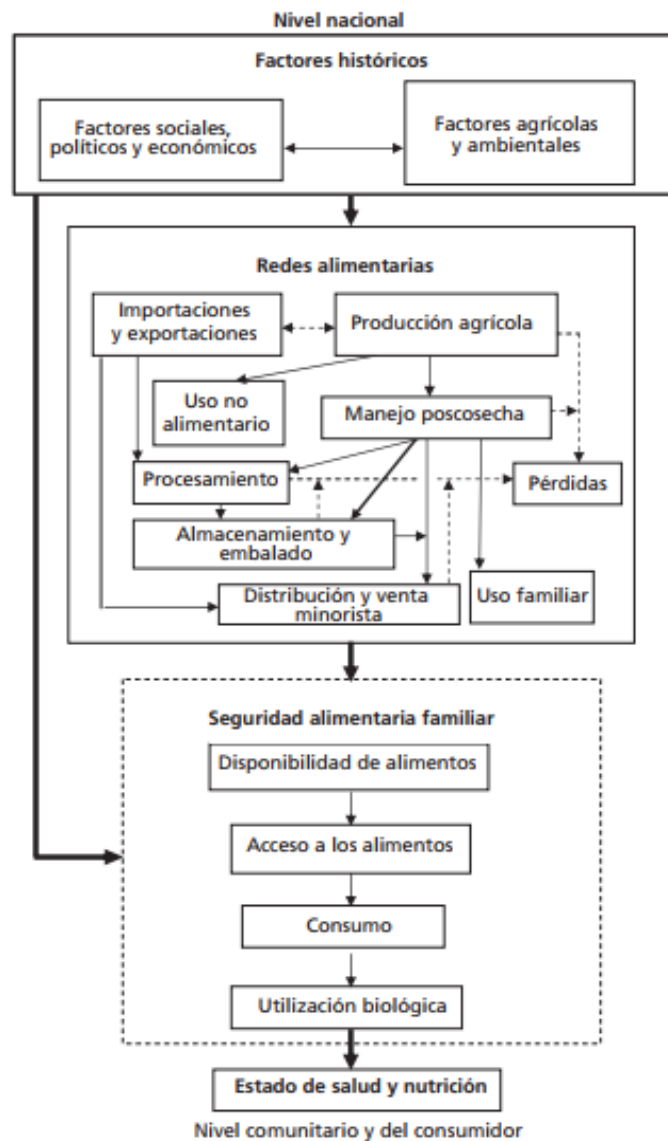 Nivel nacional
Factores históricos
Factores sociales,
políticos y económicos
Factores agrícolas
y ambientales
Redes alimentarias
Importaciones
y exportaciones
Producción agrícola
Uso no
alimentario
Manejo poscosecha
Procesamiento
Pérdidas
Almacenamiento y
embalado
Distribución y venta
minorista
Uso familiar
Seguridad alimentaria familiar
Disponibilidad de alimentos
Acceso a los alimentos
Consumo
Utilización biológica
Estado de salud y nutrición
Nivel comunitario y del consumidor